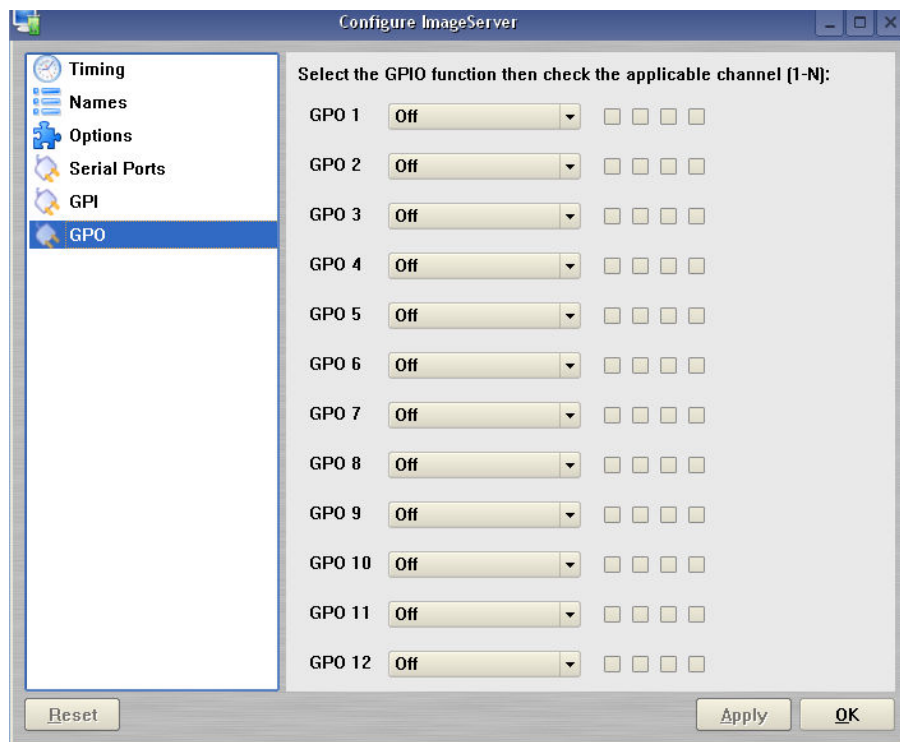 Configure ImageServer
Timing
Names
Options
Serial Ports
GPI
GPO
Select the GPIO function then check the applicable channel (1-N):
GPO 1 Off
GPO 2 Off
GPO 3 Off
GPO 4 Off
GPO 5 Off
GPO 6 Off
GPO 7 Off
GPO 8 Off
GPO 9 Off
GPO 10 Off
GPO 11 Off
GPO 12 Off
Reset Apply OK